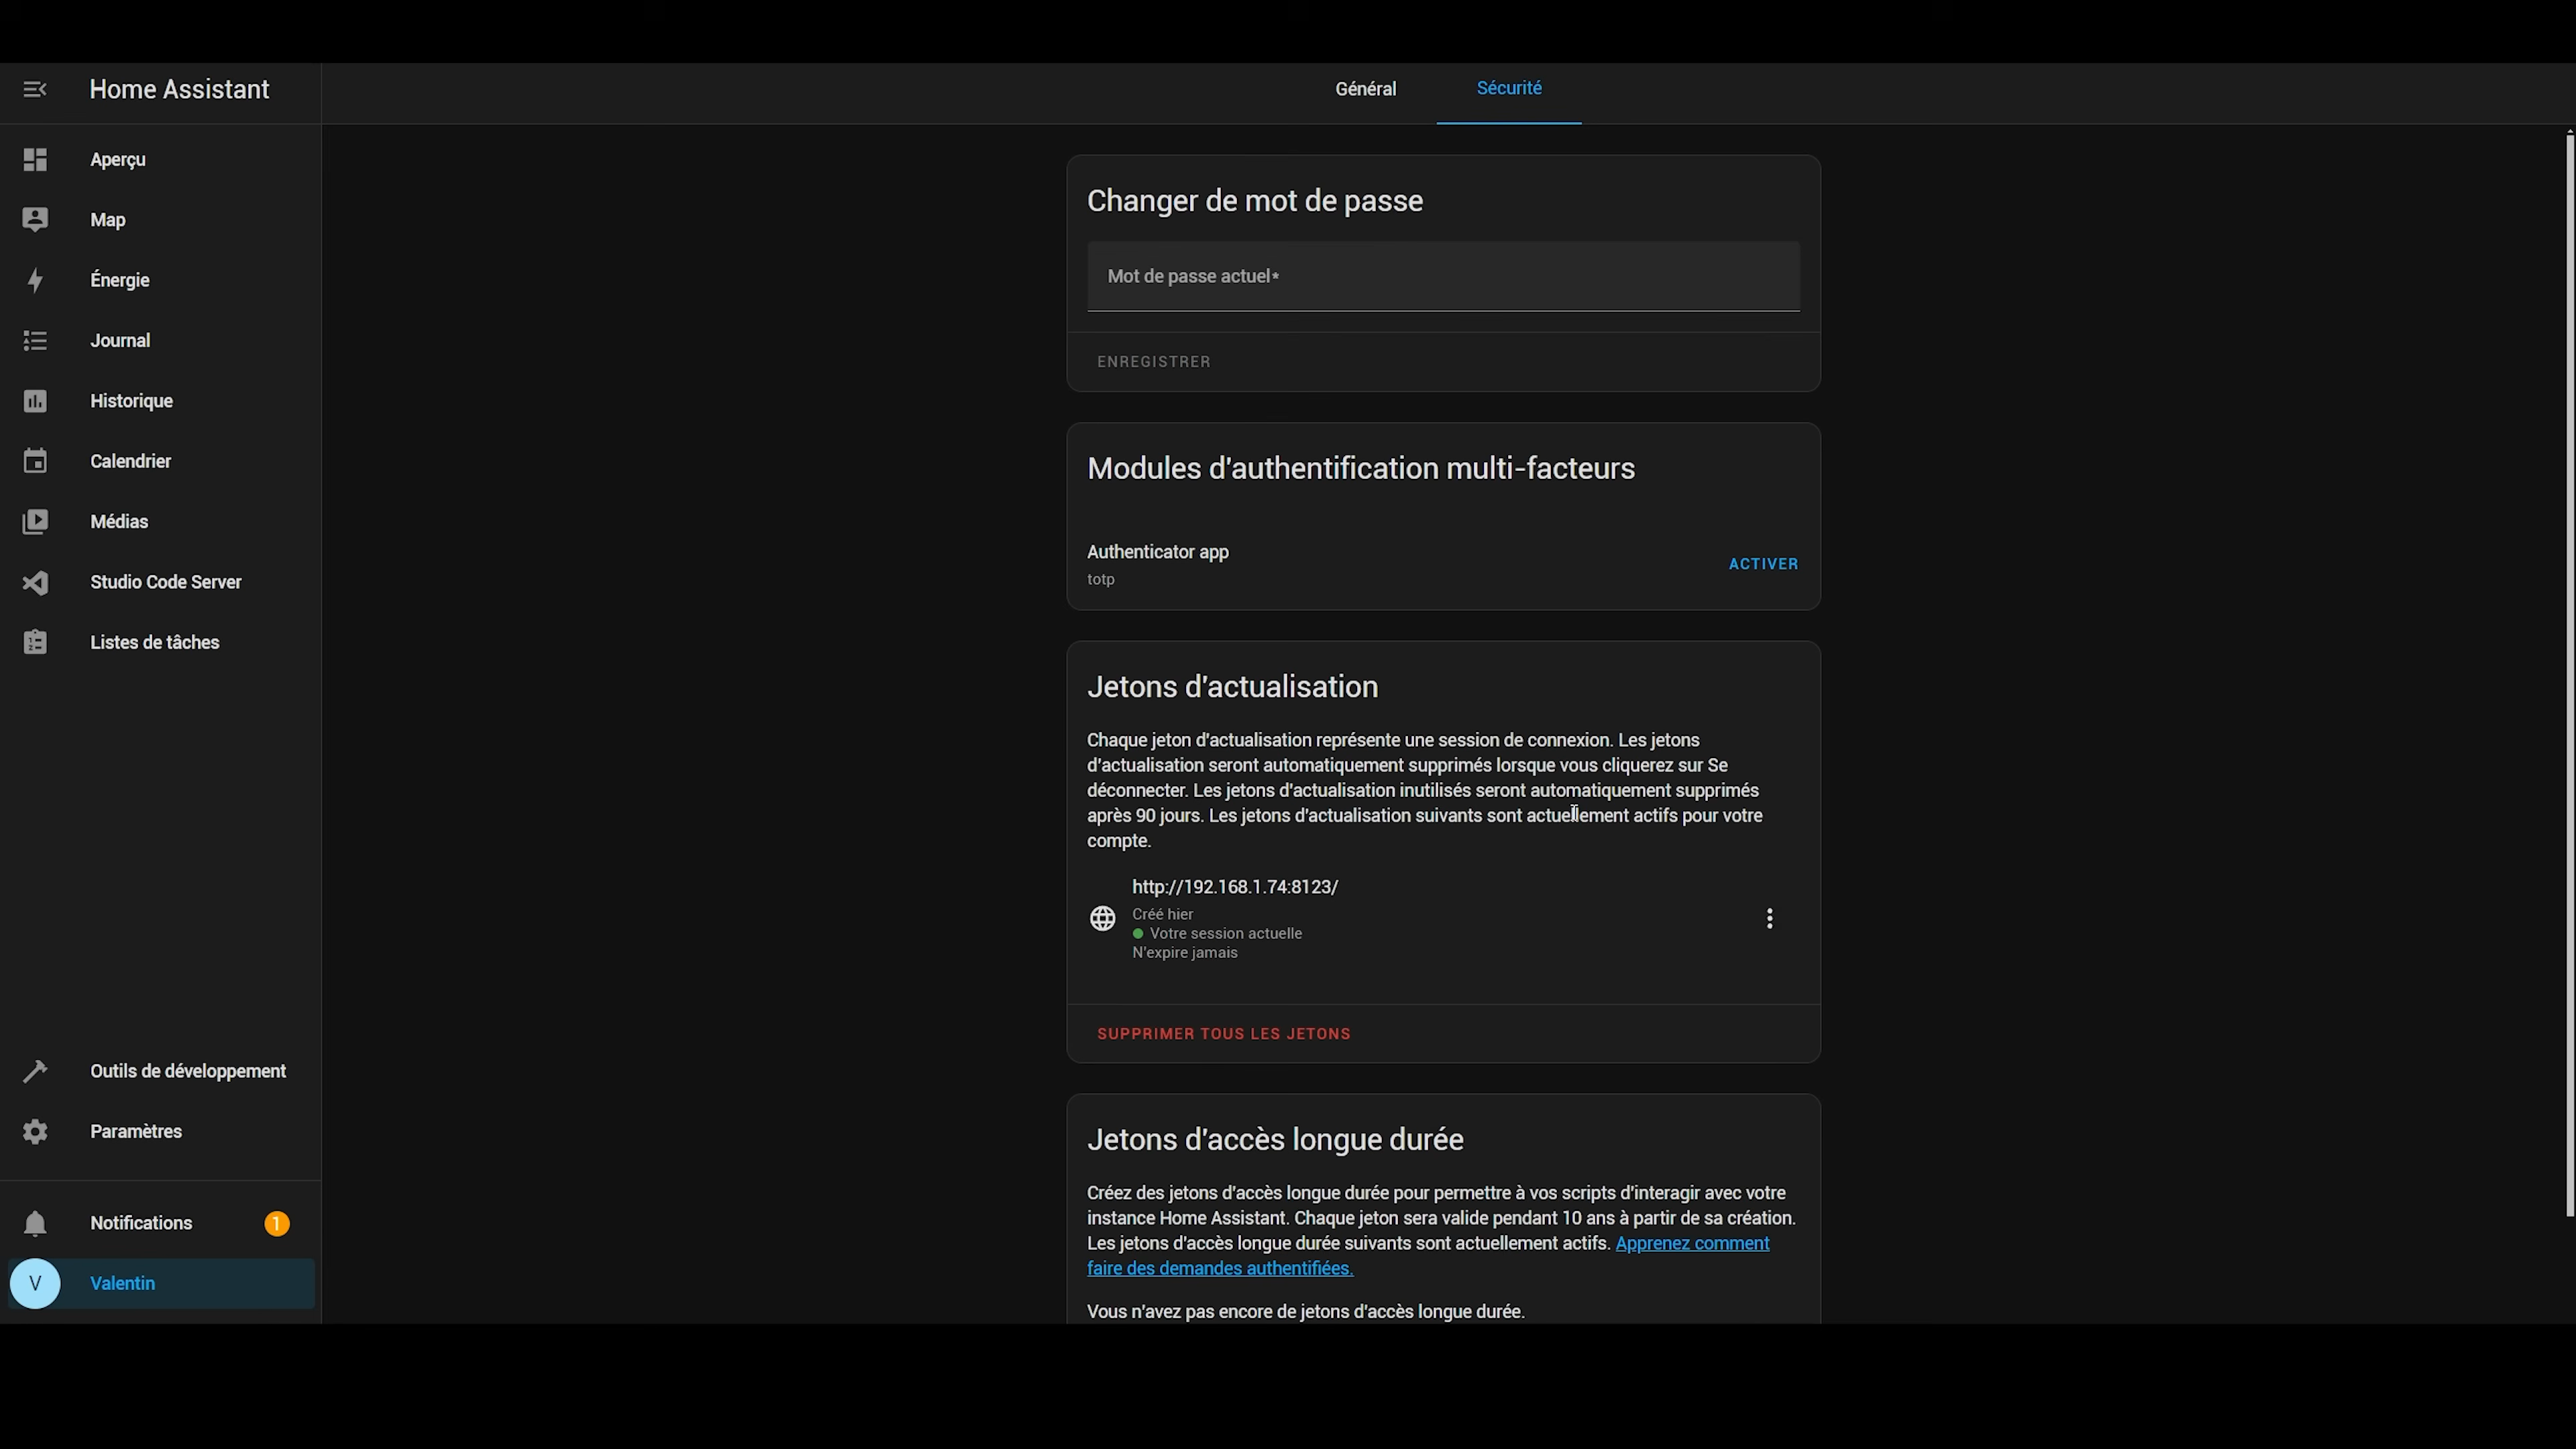 Home Assistant
Général
Sécurité
Aperçu
Map
Énergie
Journal
Historique
Calendrier
Médias
Studio Code Server
Listes de tâches
Outils de développement
Paramètres
Notifications
1
V
Valentin
Changer de mot de passe
Mot de passe actuel*
ENREGISTRER
Modules d'authentification multi-facteurs
Authenticator app
totp
ACTIVER
Jetons d'actualisation
Chaque jeton d'actualisation représente une session de connexion. Les jetons
d'actualisation seront automatiquement supprimés lorsque vous cliquerez sur Se
déconnecter. Les jetons d'actualisation inutilisés seront automatiquement supprimés
après 90 jours. Les jetons d'actualisation suivants sont actuellement actifs pour votre
compte.
http://192.168.1.74:8123/
Créé hier
Votre session actuelle
N'expire jamais
SUPPRIMER TOUS LES JETONS
Jetons d'accès longue durée
Créez des jetons d'accès longue durée pour permettre à vos scripts d'interagir avec votre
instance Home Assistant. Chaque jeton sera valide pendant 10 ans à partir de sa création.
Les jetons d'accès longue durée suivants sont actuellement actifs. Apprenez comment
faire des demandes authentifiées.
Vous n'avez pas encore de jetons d'accès longue durée.